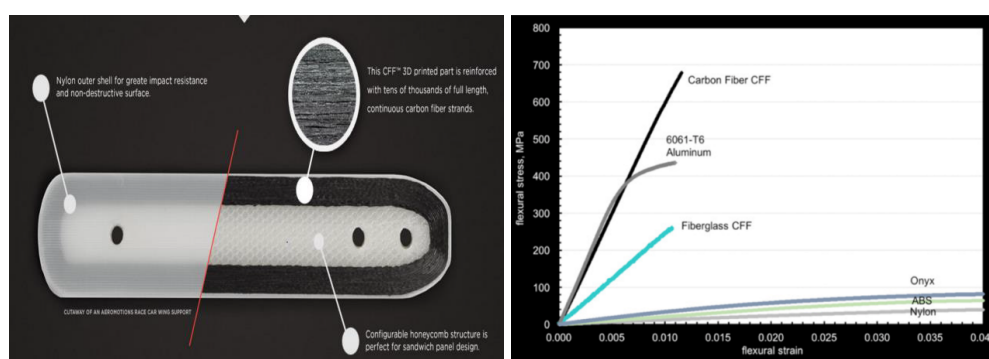 Nylon outer shell for greate impact resistance
and non-destructive surface.
This CFF™ 3D printed part is reinforced
with tens of thousands of full length,
continuous carbon fiber strands.
CUTAWAY OF AN AEROMOTIONS RACE CAR WING SUPPORT
Configurable honeycomb structure is
perfect for sandwich panel design.
800
700
600
500
400
300
200
100
0
flexural stress, MPa
Carbon Fiber CFF
6061-T6
Aluminum
Fiberglass CFF
Onyx
ABS
Nylon
0.000 0.005 0.010 0.015 0.020 0.025 0.030 0.035 0.04
flexural strain